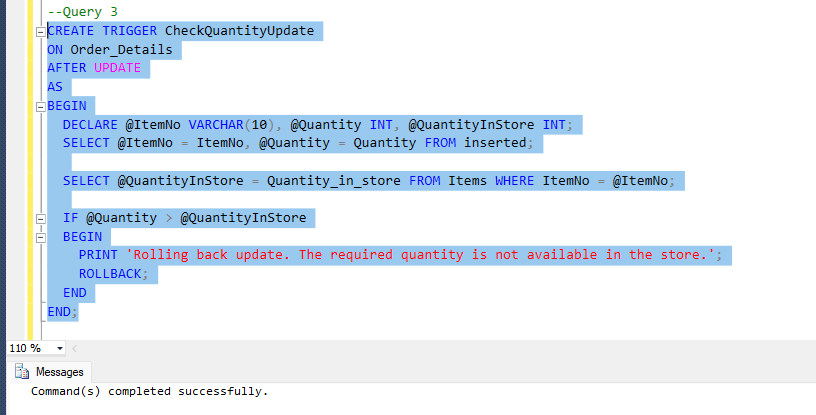 --Query 3
CREATE TRIGGER CheckQuantityUpdate
ON Order_Details
AFTER UPDATE
AS
BEGIN
DECLARE @ItemNo VARCHAR(10), @Quantity INT, @QuantityInStore INT;
SELECT @ItemNo = ItemNo, @Quantity = Quantity FROM inserted;
SELECT @QuantityInStore = Quantity_in_store FROM Items WHERE ItemNo = @ItemNo;
IF @Quantity > @QuantityInStore
BEGIN
PRINT 'Rolling back update. The required quantity is not available in the store.';
ROLLBACK;
END
END;
110 %
Messages
Command(s) completed successfully.